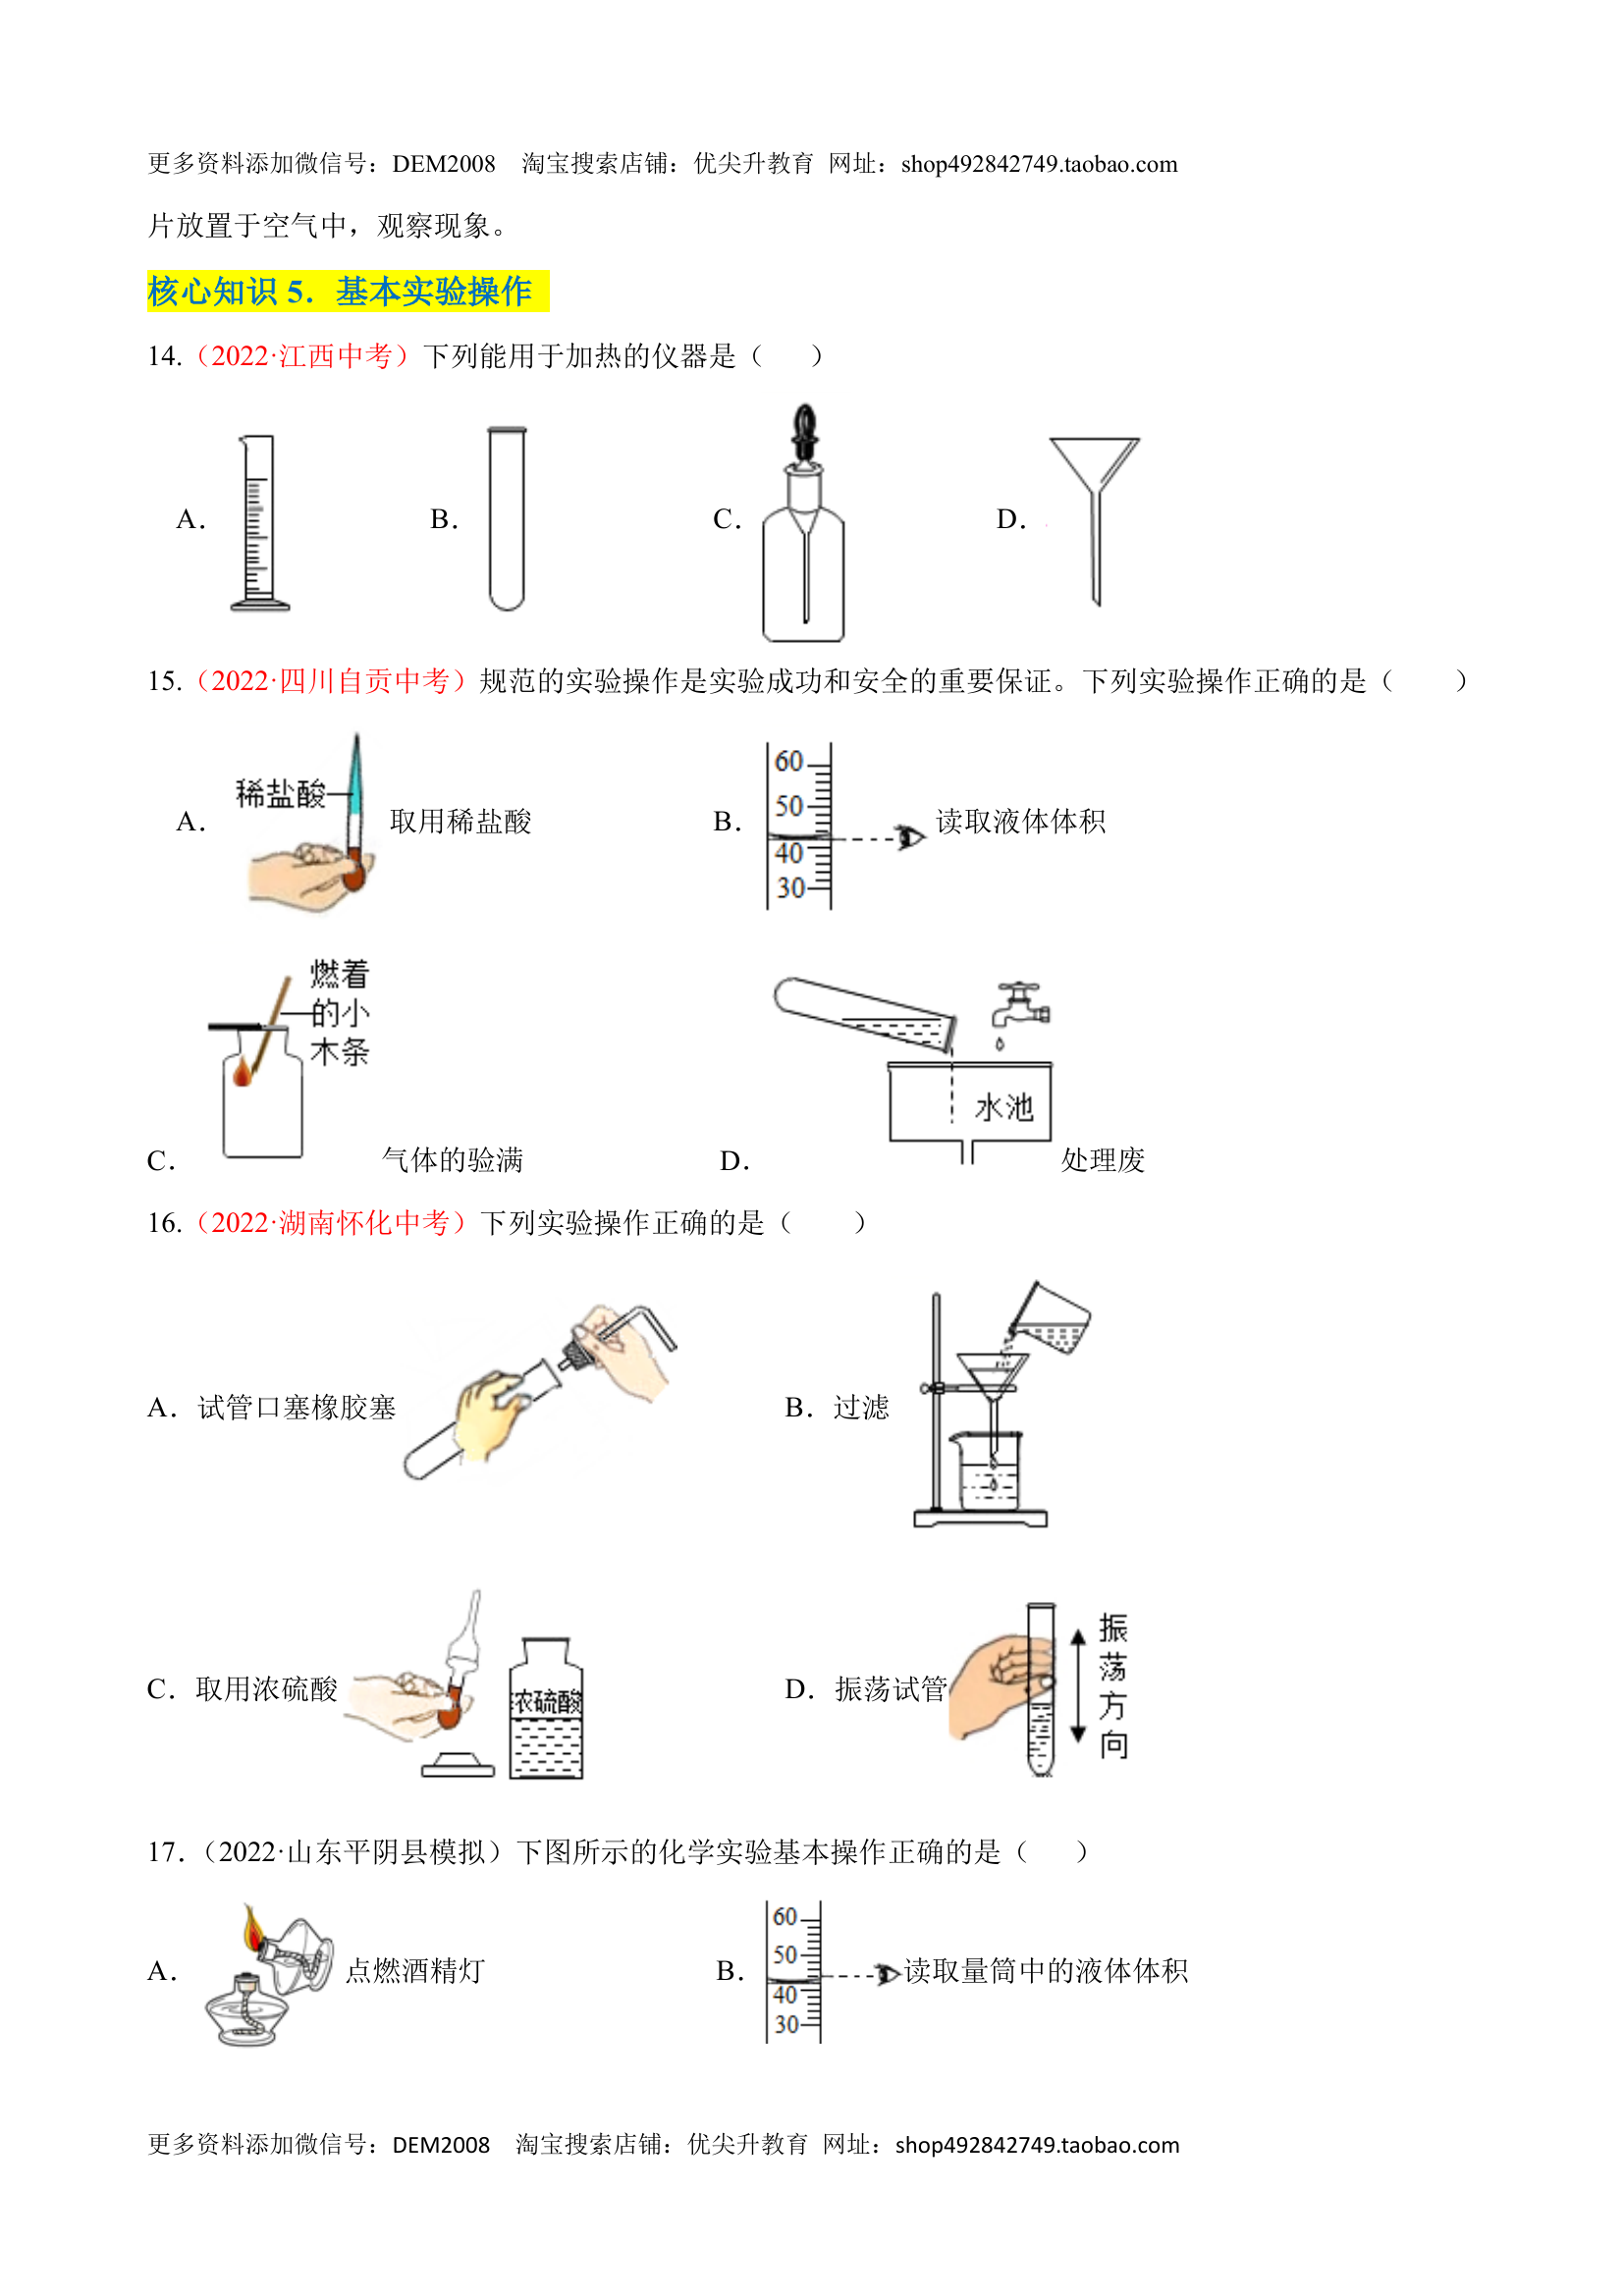 更多资料添加微信号：DEM2008 淘宝搜索店铺：优尖升教育 网址：shop492842749.taobao.com
片放置于空气中，观察现象。
核心知识 5．基本实验操作
14.（2022·江西中考）下列能用于加热的仪器是（ ）
A． B． C． D．
15.（2022·四川自贡中考）规范的实验操作是实验成功和安全的重要保证。下列实验操作正确的是（ ）
A． 稀盐酸 取用稀盐酸 B． 60 50 40 30 读取液体体积
燃着
的小
木条
水池
C． 气体的验满 D． 处理废
16.（2022·湖南怀化中考）下列实验操作正确的是（ ）
A．试管口塞橡胶塞 B．过滤
C．取用浓硫酸 浓硫酸 D．振荡试管 振荡方向
17．（2022·山东平阴县模拟）下图所示的化学实验基本操作正确的是（ ）
A． 点燃酒精灯 B． 60 50 40 30 读取量筒中的液体体积
更多资料添加微信号：DEM2008 淘宝搜索店铺：优尖升教育 网址：shop492842749.taobao.com